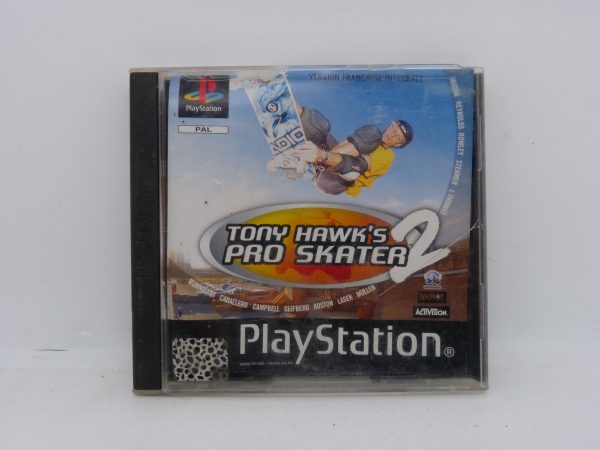 PlayStation
PAL
VERSION FRANÇAISE INTÉGRALE
REYNOLDS ROWLEY STEAMER J. THOMAS
ADIO
TONY HAWK'S
PRO SKATER 2
BURNQUIST CABALLERO CAMPBELL GLIFBERG KOSTON LASEK MULLEN
ACTIVISION
PlayStation®